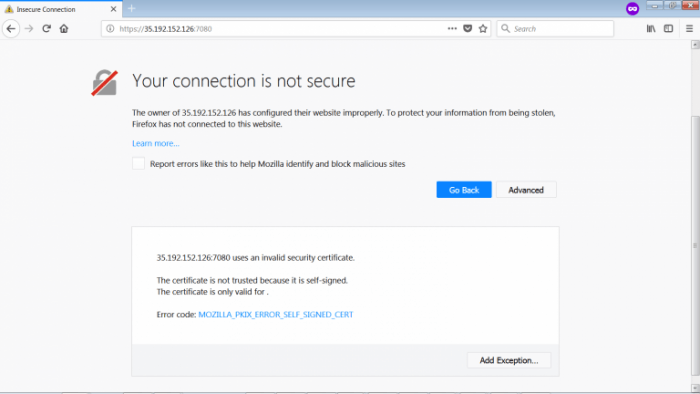 Insecure Connection
https://35.192.152.126:7080
Search
Your connection is not secure
The owner of 35.192.152.126 has configured their website improperly. To protect your information from being stolen,
Firefox has not connected to this website.
Learn more...
Report errors like this to help Mozilla identify and block malicious sites
Go Back
Advanced
35.192.152.126:7080 uses an invalid security certificate.
The certificate is not trusted because it is self-signed.
The certificate is only valid for .
Error code: MOZILLA_PKIX_ERROR_SELF_SIGNED_CERT
Add Exception...